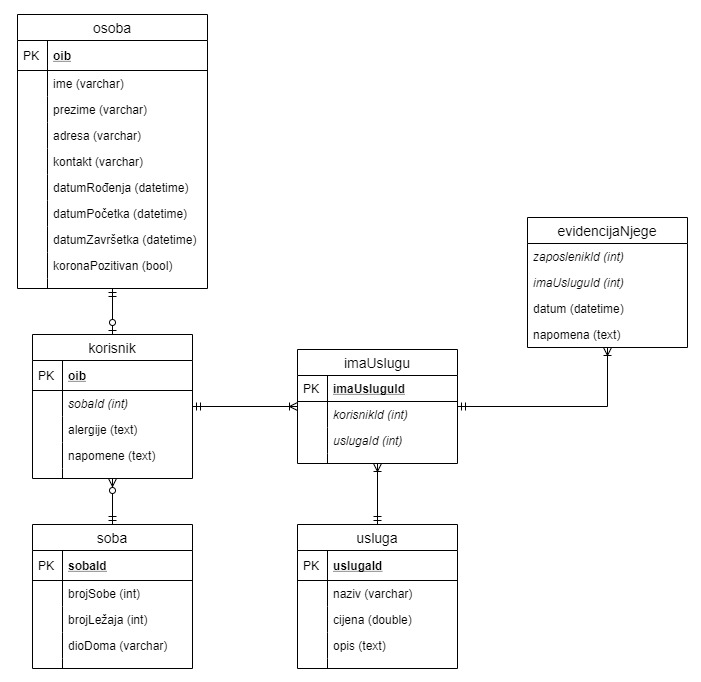 osoba
PK oib
ime (varchar)
prezime (varchar)
adresa (varchar)
kontakt (varchar)
datumRođenja (datetime)
datumPočetka (datetime)
datumZavršetka (datetime)
koronaPozitivan (bool)
korisnik
PK oib
sobaId (int)
alergije (text)
napomene (text)
soba
PK sobaId
brojSobe (int)
brojLežaja (int)
dioDoma (varchar)
imaUslugu
PK imaUsluguId
korisnikId (int)
uslugaId (int)
usluga
PK uslugaId
naziv (varchar)
cijena (double)
opis (text)
evidencijaNjege
zaposlenikId (int)
imaUsluguId (int)
datum (datetime)
napomena (text)